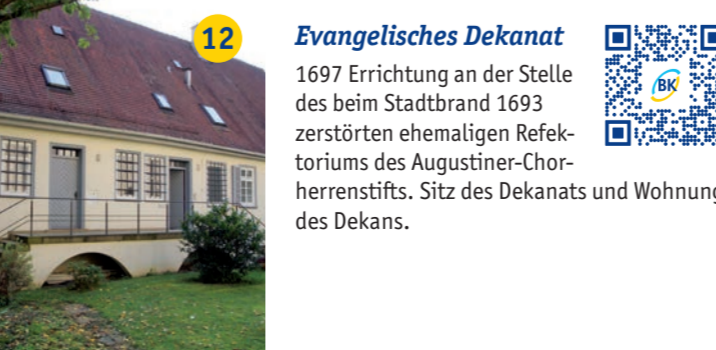 12
Evangelisches Dekanat
1697 Errichtung an der Stelle
des beim Stadtbrand 1693
zerstörten ehemaligen Refek-
toriums des Augustiner-Chor-
herrenstifts. Sitz des Dekanats und Wohnung
des Dekans.
BK